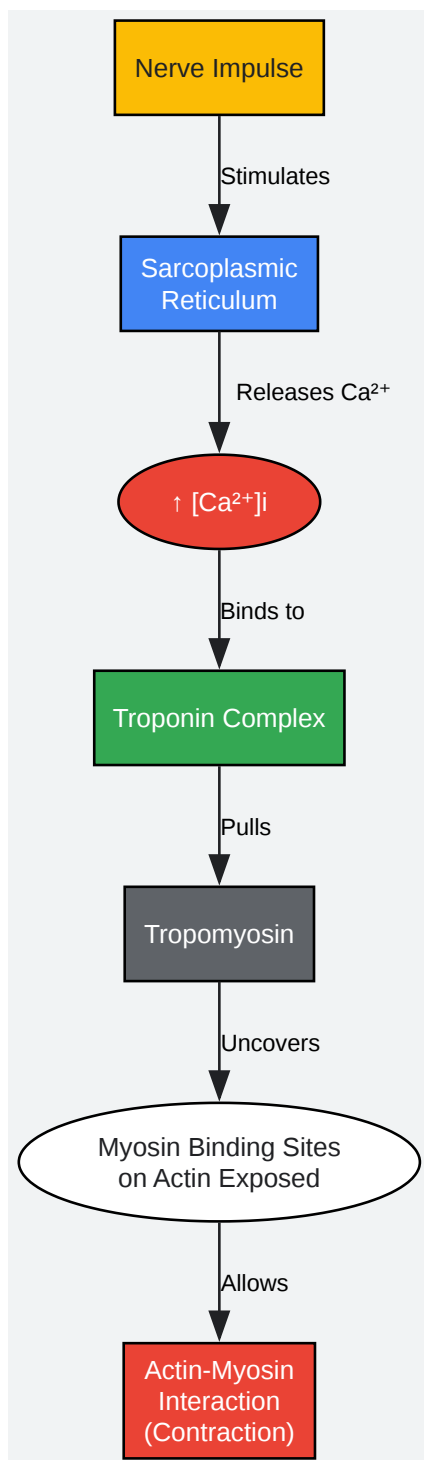 Nerve Impulse
Stimulates
Sarcoplasmic
Reticulum
Releases Ca²⁺
↑ [Ca²⁺]i
Binds to
Troponin Complex
Pulls
Tropomyosin
Uncovers
Myosin Binding Sites
on Actin Exposed
Allows
Actin-Myosin
Interaction
(Contraction)